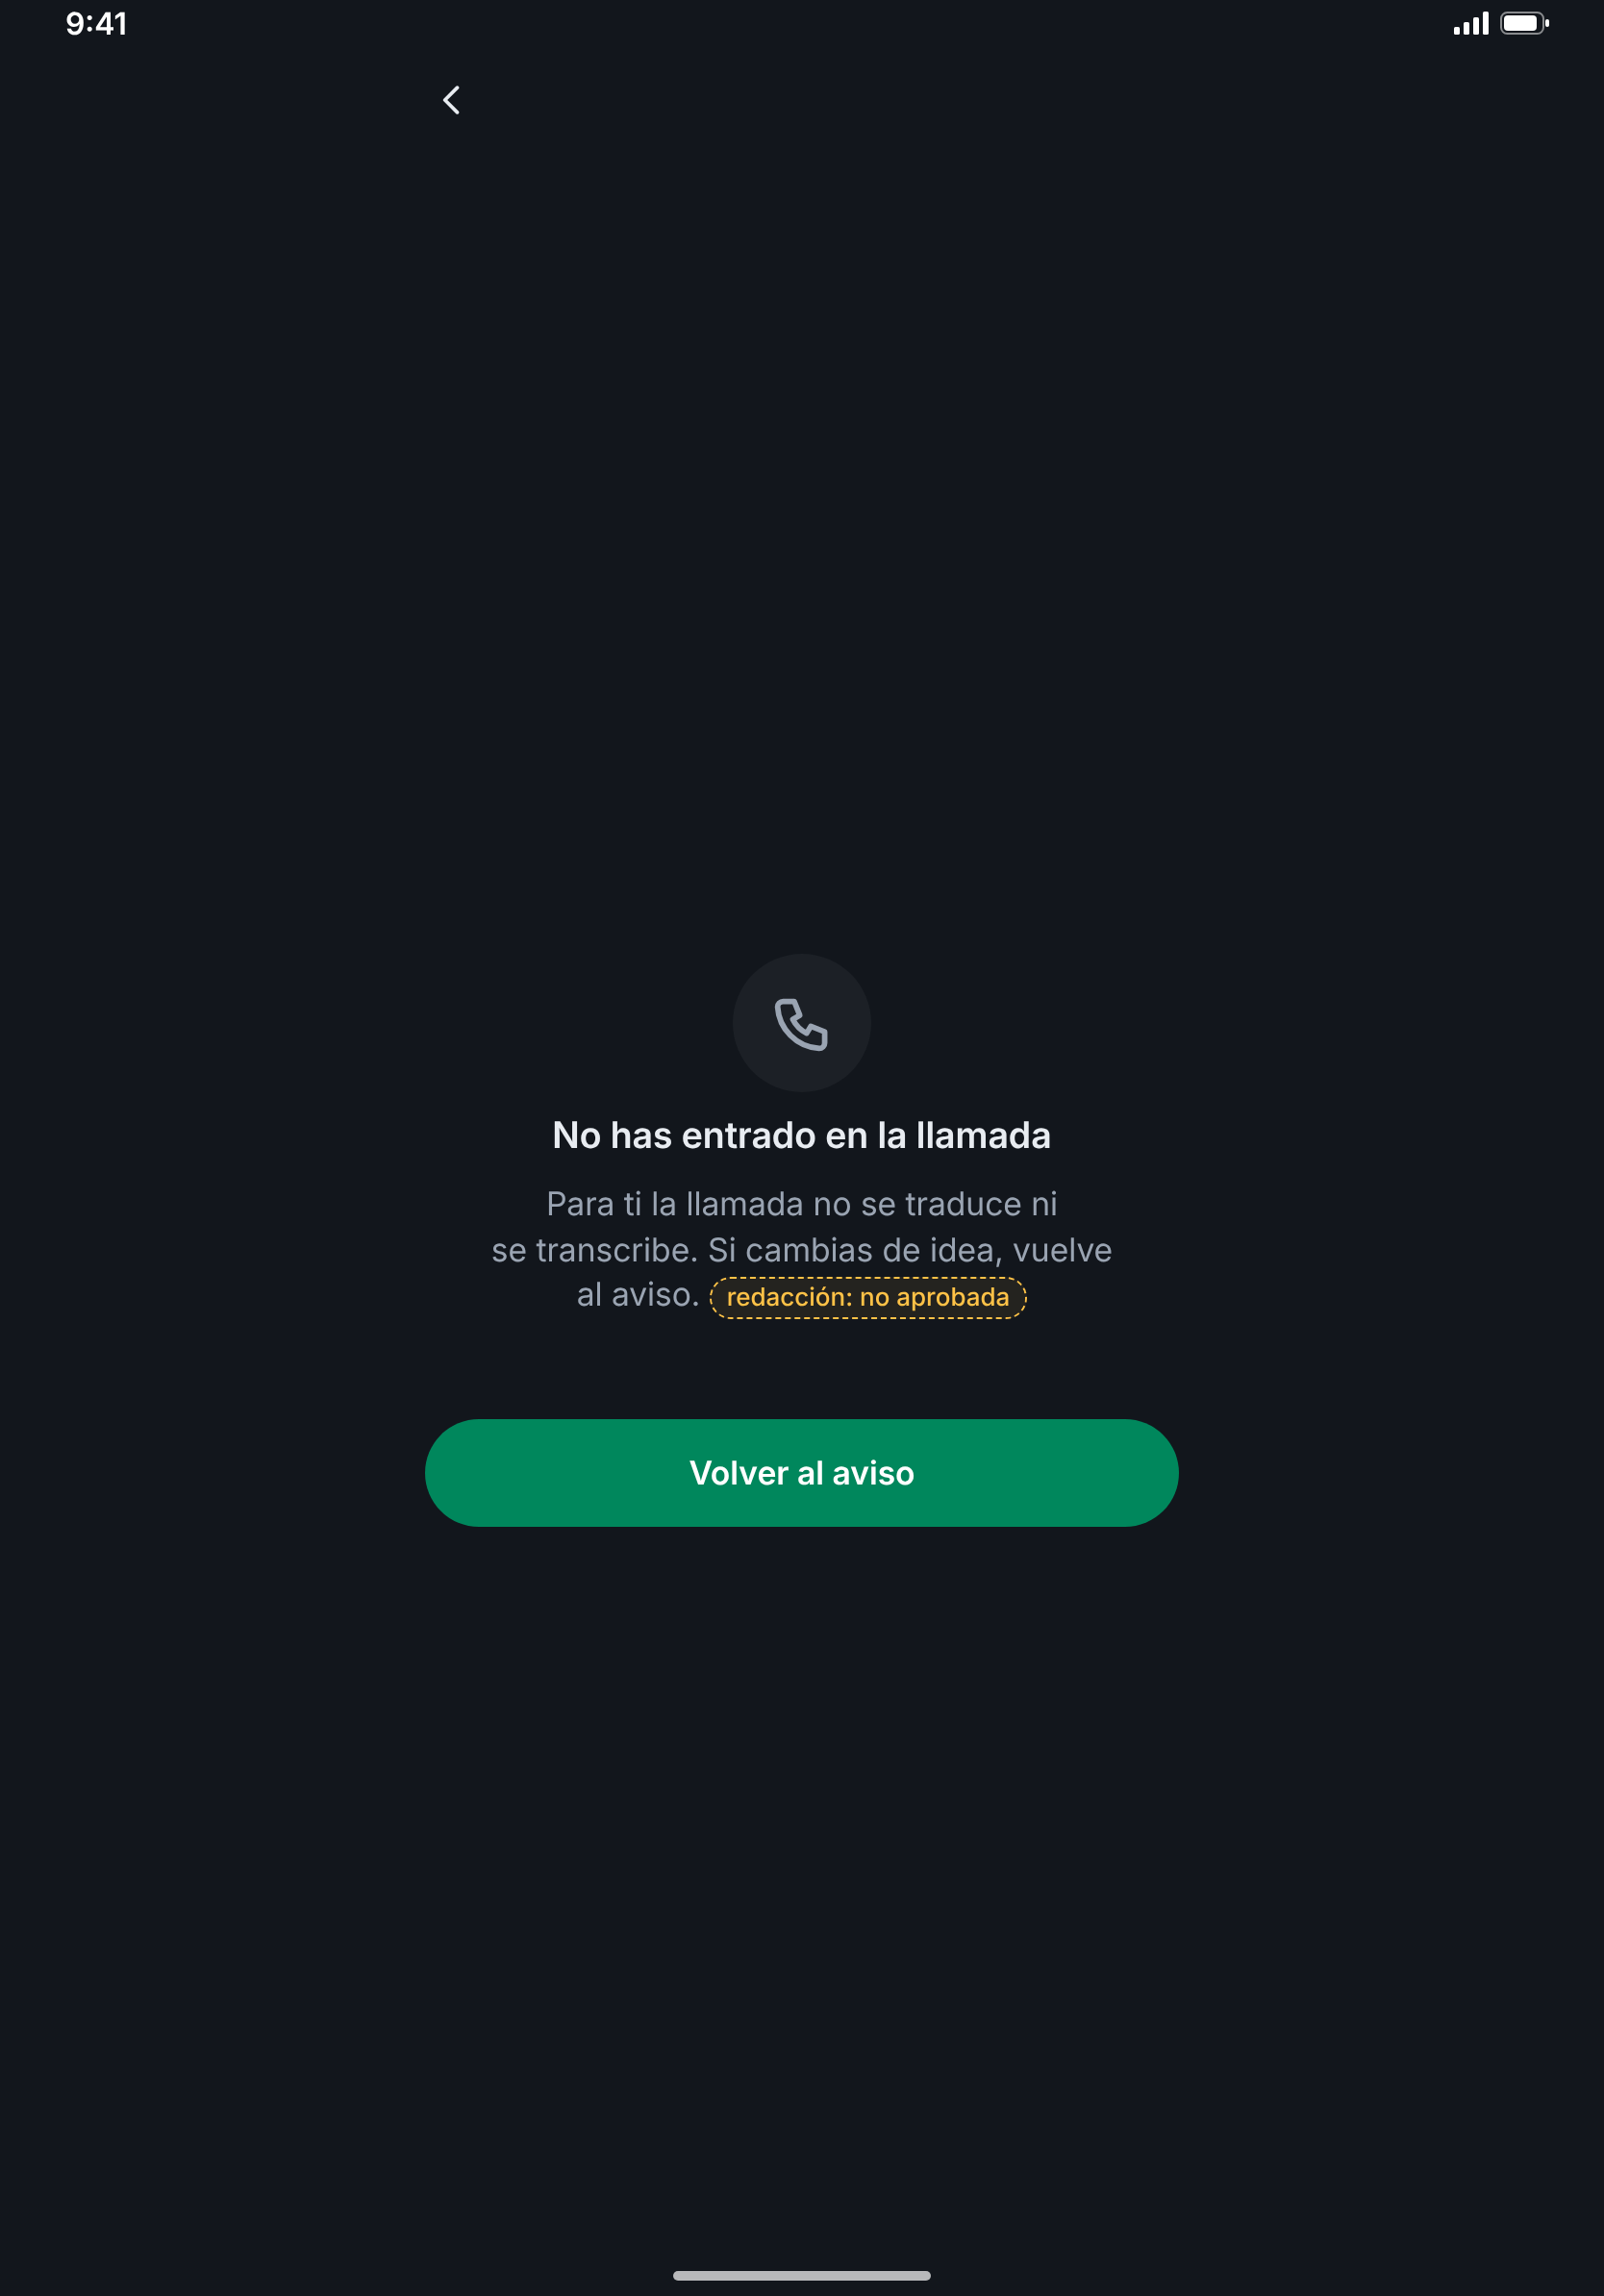 9:41
No has entrado en la llamada
Para ti la llamada no se traduce ni
se transcribe. Si cambias de idea, vuelve
al aviso. redacción: no aprobada
Volver al aviso